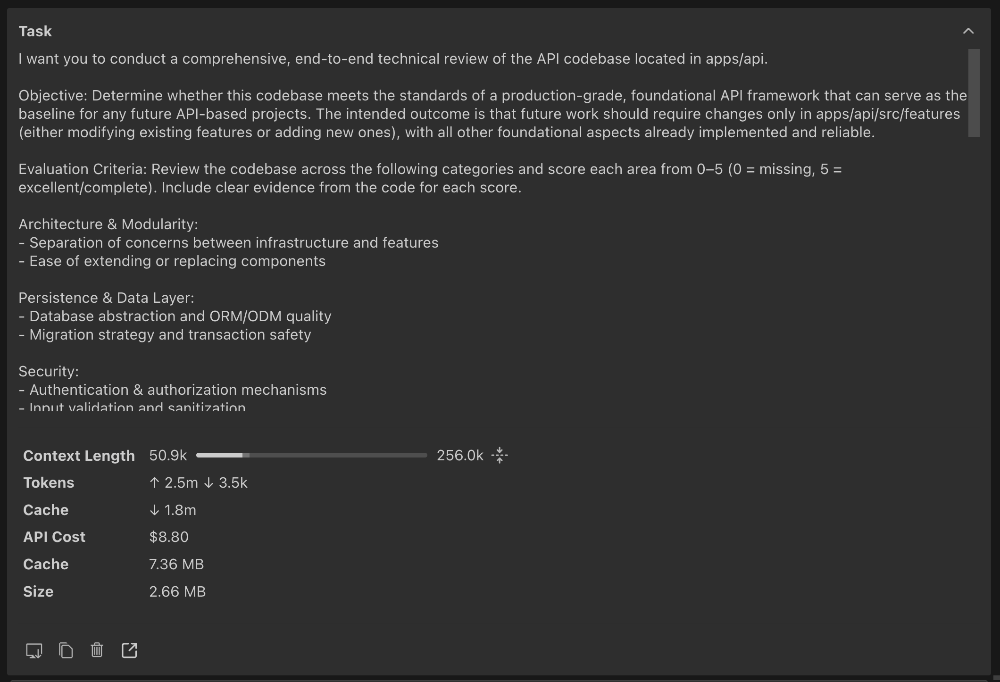 Task
I want you to conduct a comprehensive, end-to-end technical review of the API codebase located in apps/api.
Objective: Determine whether this codebase meets the standards of a production-grade, foundational API framework that can serve as the
baseline for any future API-based projects. The intended outcome is that future work should require changes only in apps/api/src/features
(either modifying existing features or adding new ones), with all other foundational aspects already implemented and reliable.
Evaluation Criteria: Review the codebase across the following categories and score each area from 0–5 (0 = missing, 5 =
excellent/complete). Include clear evidence from the code for each score.
Architecture & Modularity:
- Separation of concerns between infrastructure and features
- Ease of extending or replacing components
Persistence & Data Layer:
- Database abstraction and ORM/ODM quality
- Migration strategy and transaction safety
Security:
- Authentication & authorization mechanisms
- Input validation and sanitization
Context Length 50.9k 256.0k
Tokens ↑ 2.5m ↓ 3.5k
Cache ↓ 1.8m
API Cost $8.80
Cache 7.36 MB
Size 2.66 MB